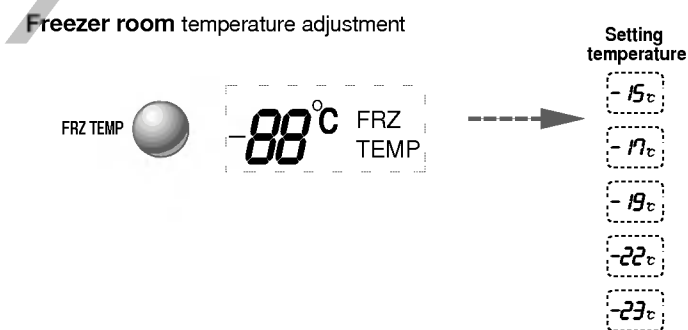 Freezer room temperature adjustment
Setting
temperature
FRZ TEMP
-88°C FRZ
TEMP
-15℃
-17℃
-19℃
-22℃
-23℃